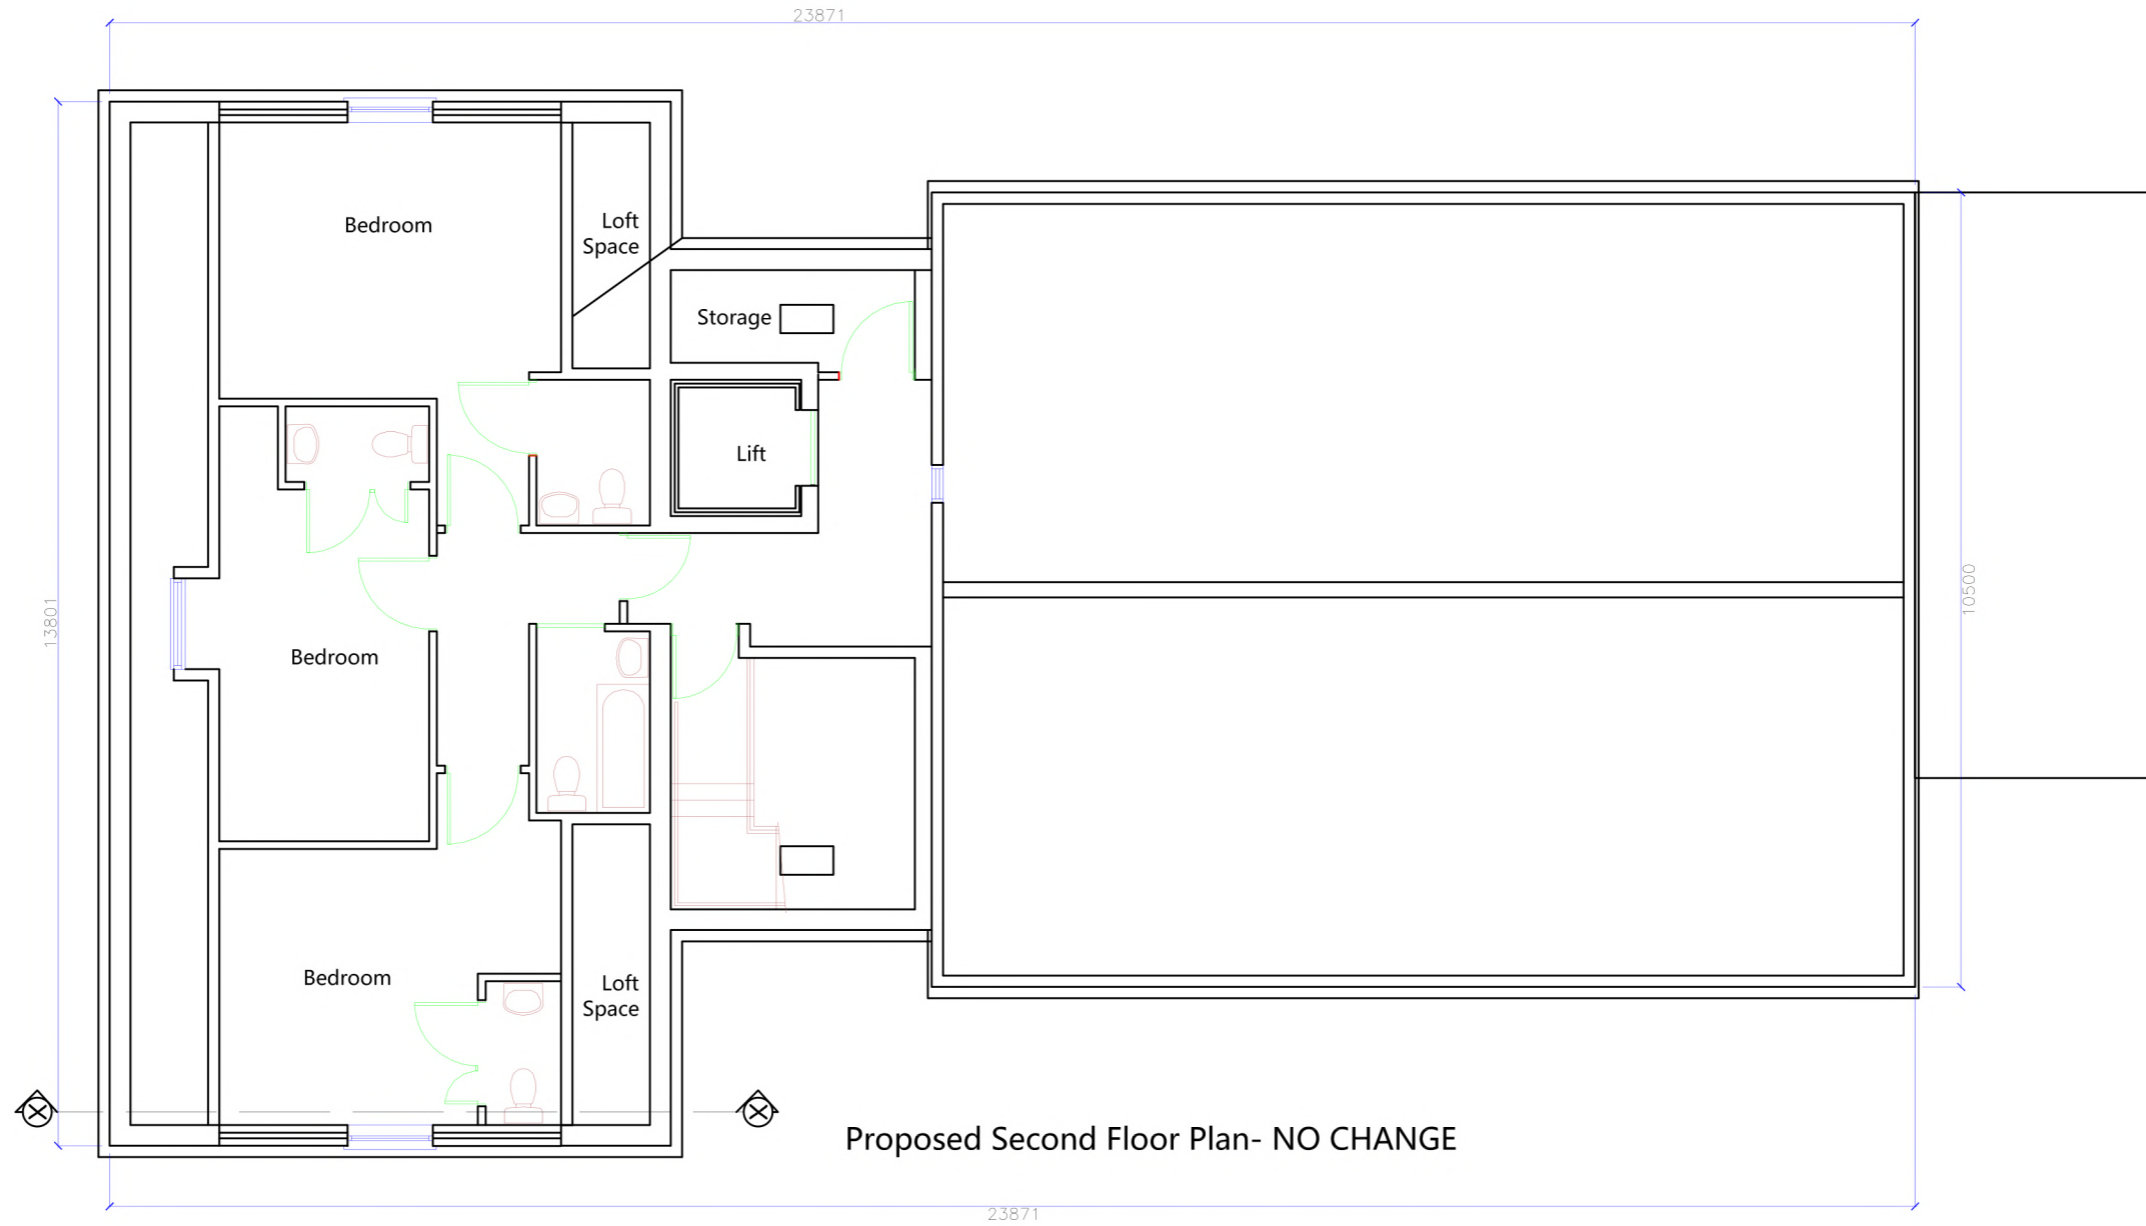 23871
Bedroom
Loft
Space
Storage
Lift
13801
10500
Bedroom
Bedroom
Loft
Space
X
X
Proposed Second Floor Plan- NO CHANGE
23871